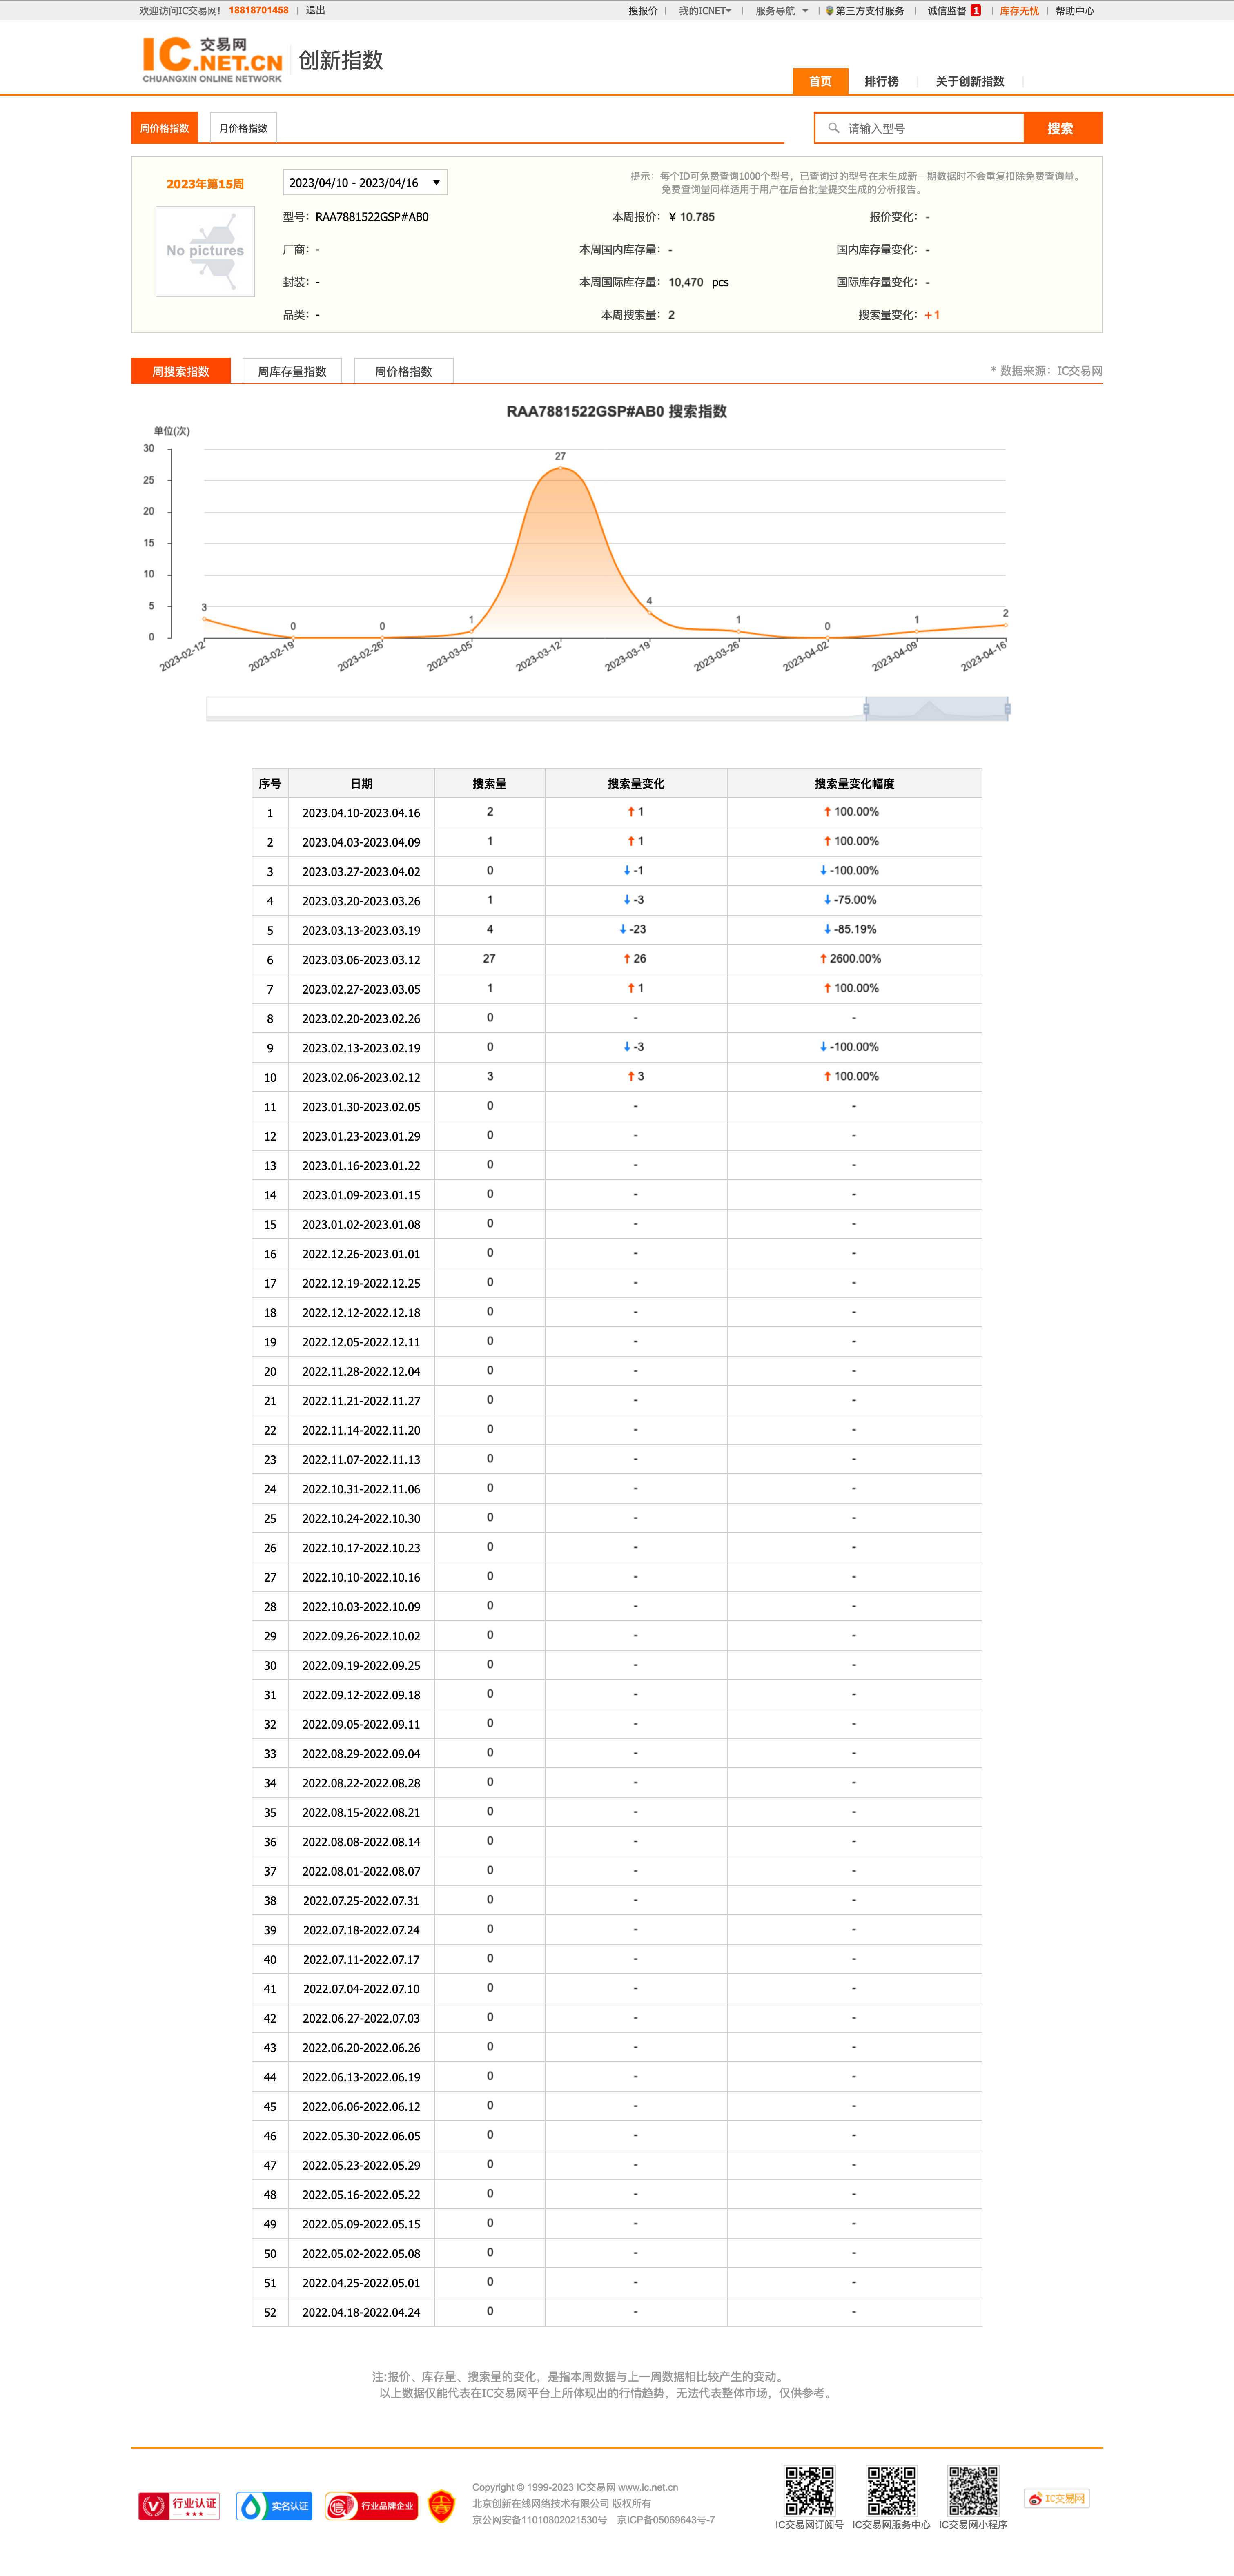 欢迎访问IC交易网! 18818701458 | 退出 搜报价 | 我的ICNET | 服务导航 | 第三方支付服务 | 诚信监督 1 | 库存无忧 | 帮助中心
IC 交易网 .NET.CN
CHUANGXIN ONLINE NETWORK
创新指数
首页 排行榜 关于创新指数
周价格指数 月价格指数 请输入型号 搜索
2023年第15周 2023/04/10 - 2023/04/16
提示：每个ID可免费查询1000个型号，已查询过的型号在未生成新一期数据时不会重复扣除免费查询量。
免费查询量同样适用于用户在后台批量提交生成的分析报告。
No pictures
型号：RAA7881522GSP#AB0 本周报价：¥ 10.785 报价变化：-
厂商：- 本周国内库存量：- 国内库存量变化：-
封装：- 本周国际库存量：10,470 pcs 国际库存量变化：-
品类：- 本周搜索量：2 搜索量变化：+1
周搜索指数 周库存量指数 周价格指数 * 数据来源：IC交易网
RAA7881522GSP#AB0 搜索指数
单位(次)
30
25
20
15
10
5
0
3 0 0 1 27 4 1 0 1 2
2023-02-12 2023-02-19 2023-02-26 2023-03-05 2023-03-12 2023-03-19 2023-03-26 2023-04-02 2023-04-09 2023-04-16
序号 日期 搜索量 搜索量变化 搜索量变化幅度
1 2023.04.10-2023.04.16 2 ↑ 1 ↑ 100.00%
2 2023.04.03-2023.04.09 1 ↑ 1 ↑ 100.00%
3 2023.03.27-2023.04.02 0 ↓ -1 ↓ -100.00%
4 2023.03.20-2023.03.26 1 ↓ -3 ↓ -75.00%
5 2023.03.13-2023.03.19 4 ↓ -23 ↓ -85.19%
6 2023.03.06-2023.03.12 27 ↑ 26 ↑ 2600.00%
7 2023.02.27-2023.03.05 1 ↑ 1 ↑ 100.00%
8 2023.02.20-2023.02.26 0 - -
9 2023.02.13-2023.02.19 0 ↓ -3 ↓ -100.00%
10 2023.02.06-2023.02.12 3 ↑ 3 ↑ 100.00%
11 2023.01.30-2023.02.05 0 - -
12 2023.01.23-2023.01.29 0 - -
13 2023.01.16-2023.01.22 0 - -
14 2023.01.09-2023.01.15 0 - -
15 2023.01.02-2023.01.08 0 - -
16 2022.12.26-2023.01.01 0 - -
17 2022.12.19-2022.12.25 0 - -
18 2022.12.12-2022.12.18 0 - -
19 2022.12.05-2022.12.11 0 - -
20 2022.11.28-2022.12.04 0 - -
21 2022.11.21-2022.11.27 0 - -
22 2022.11.14-2022.11.20 0 - -
23 2022.11.07-2022.11.13 0 - -
24 2022.10.31-2022.11.06 0 - -
25 2022.10.24-2022.10.30 0 - -
26 2022.10.17-2022.10.23 0 - -
27 2022.10.10-2022.10.16 0 - -
28 2022.10.03-2022.10.09 0 - -
29 2022.09.26-2022.10.02 0 - -
30 2022.09.19-2022.09.25 0 - -
31 2022.09.12-2022.09.18 0 - -
32 2022.09.05-2022.09.11 0 - -
33 2022.08.29-2022.09.04 0 - -
34 2022.08.22-2022.08.28 0 - -
35 2022.08.15-2022.08.21 0 - -
36 2022.08.08-2022.08.14 0 - -
37 2022.08.01-2022.08.07 0 - -
38 2022.07.25-2022.07.31 0 - -
39 2022.07.18-2022.07.24 0 - -
40 2022.07.11-2022.07.17 0 - -
41 2022.07.04-2022.07.10 0 - -
42 2022.06.27-2022.07.03 0 - -
43 2022.06.20-2022.06.26 0 - -
44 2022.06.13-2022.06.19 0 - -
45 2022.06.06-2022.06.12 0 - -
46 2022.05.30-2022.06.05 0 - -
47 2022.05.23-2022.05.29 0 - -
48 2022.05.16-2022.05.22 0 - -
49 2022.05.09-2022.05.15 0 - -
50 2022.05.02-2022.05.08 0 - -
51 2022.04.25-2022.05.01 0 - -
52 2022.04.18-2022.04.24 0 - -
注:报价、库存量、搜索量的变化，是指本周数据与上一周数据相比较产生的变动。
以上数据仅能代表在IC交易网平台上所体现出的行情趋势，无法代表整体市场，仅供参考。
行业认证 实名认证 信 行业品牌企业
Copyright © 1999-2023 IC交易网 www.ic.net.cn
北京创新在线网络技术有限公司 版权所有
京公网安备11010802021530号 京ICP备05069643号-7
IC交易网订阅号 IC交易网服务中心 IC交易网小程序
IC交易网